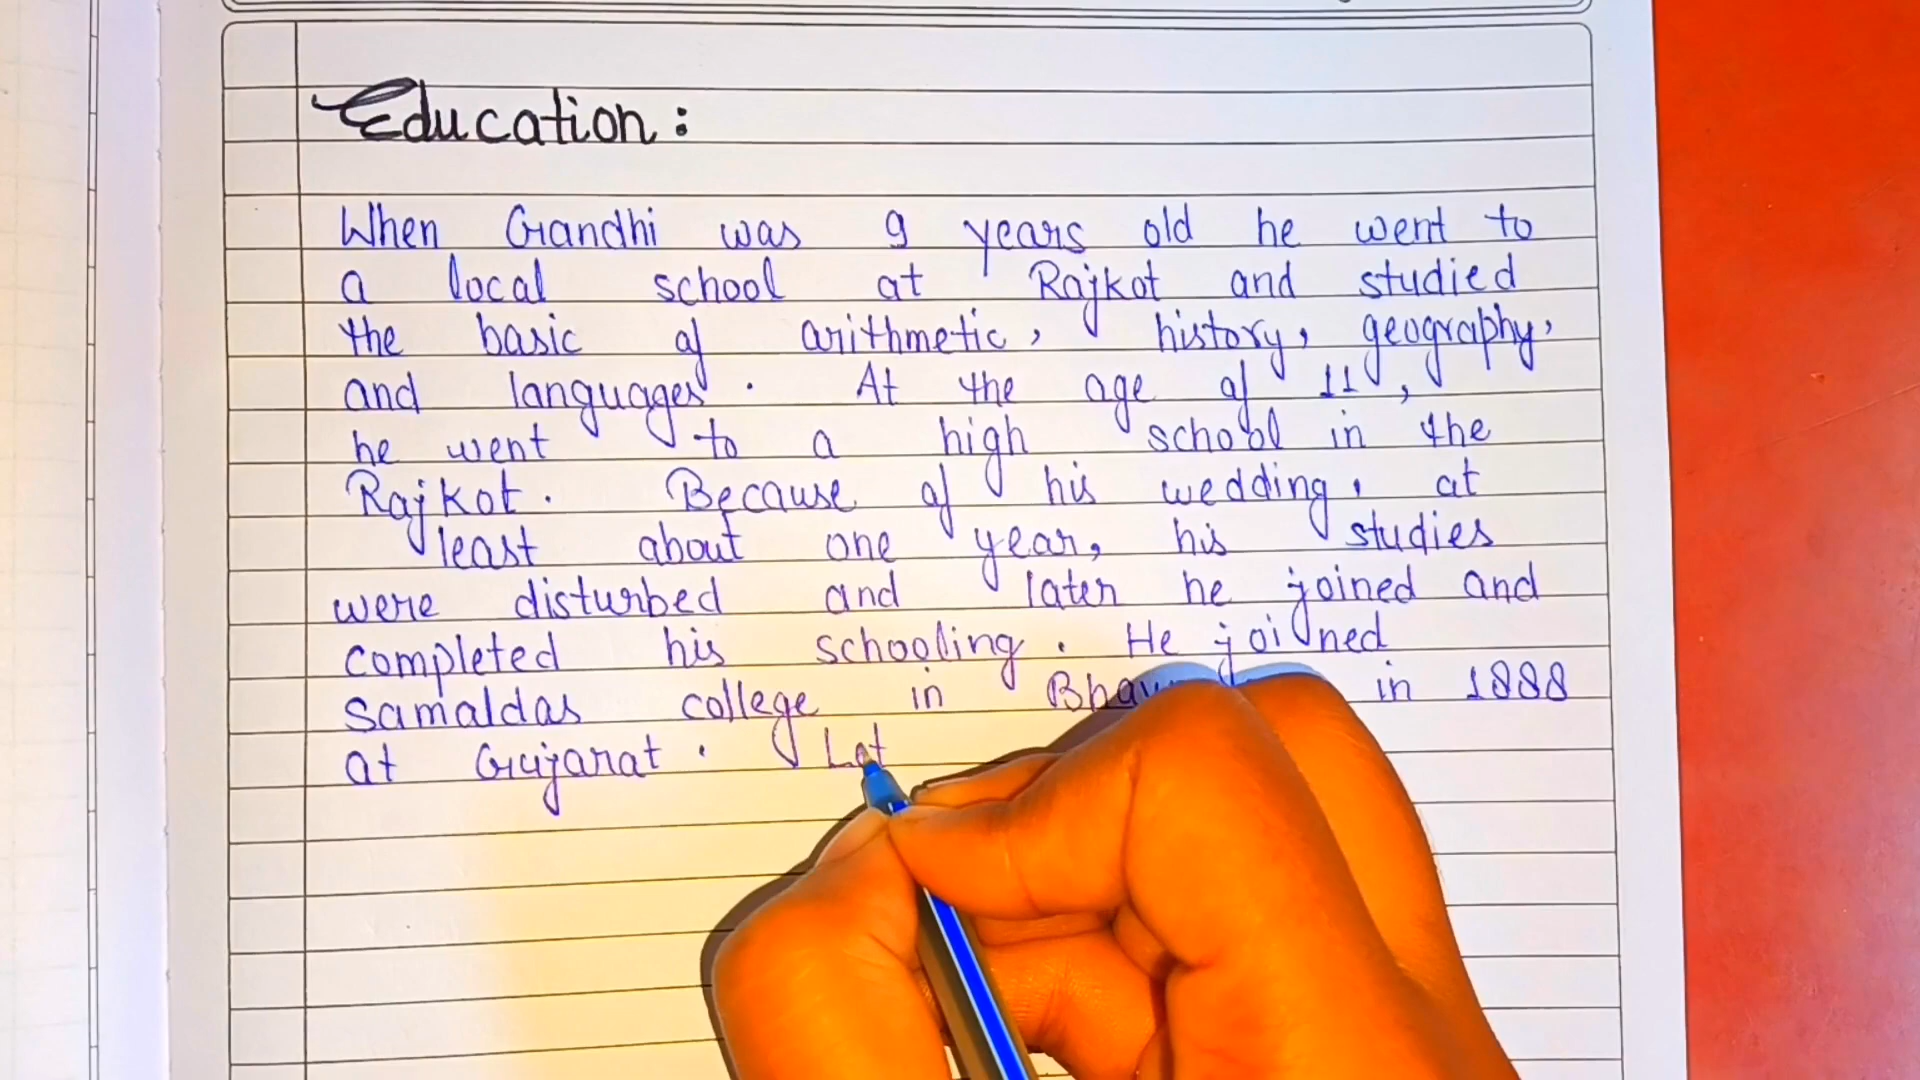 Education :
When Gandhi was 9 years old he went to
a local school at Rajkot and studied
the basic of arithmetic, history, geography,
and languages. At the age of 11,
he went to a high school in the
Rajkot. Because of his wedding, at
least about one year, his studies
were disturbed and later he joined and
completed his schooling. He joined
samaldas college in in 1888
at Gujarat.